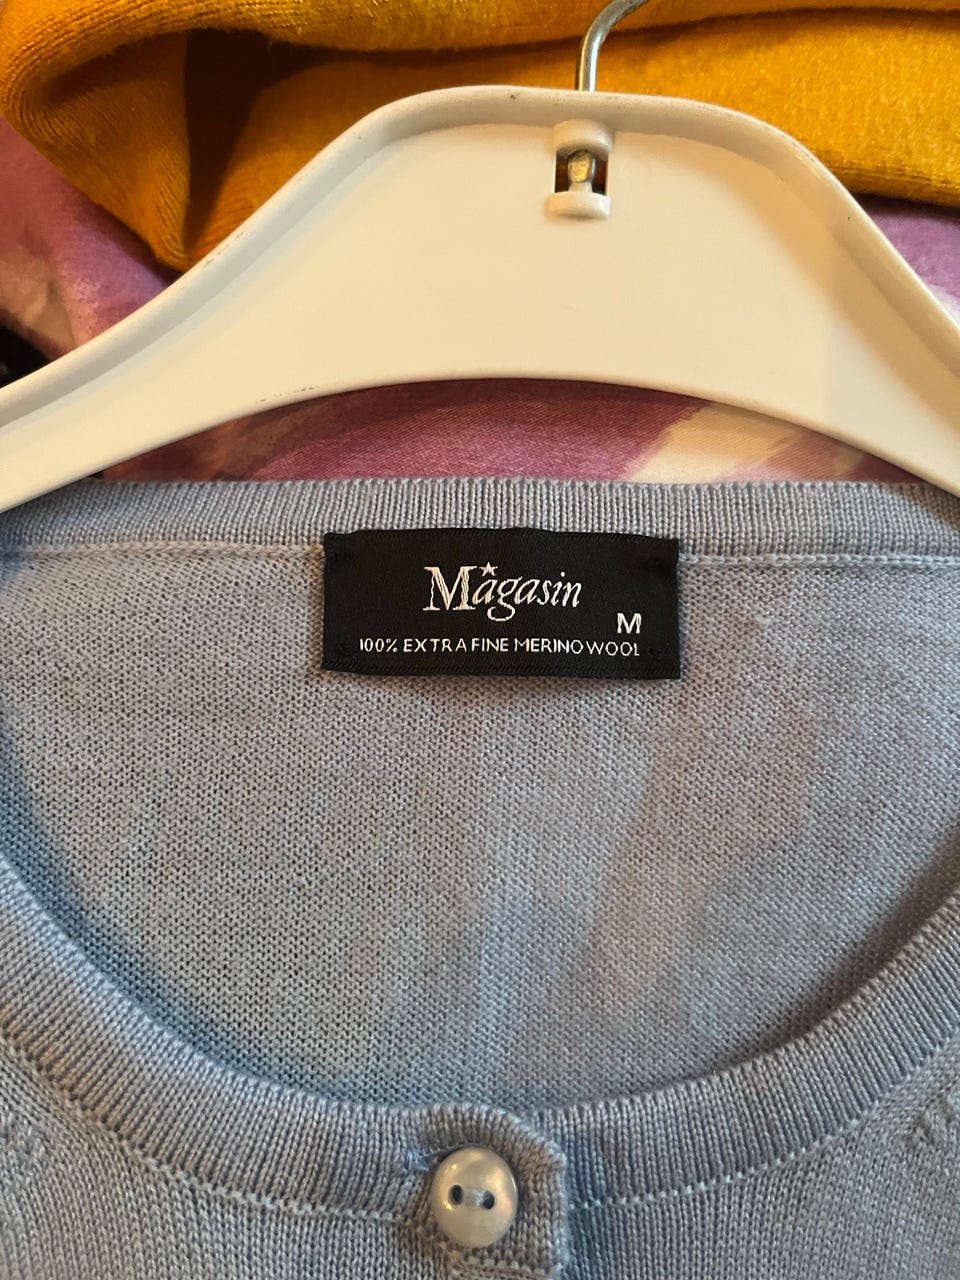 Magasin
M
100% EXTRA FINE MERINO WOOL